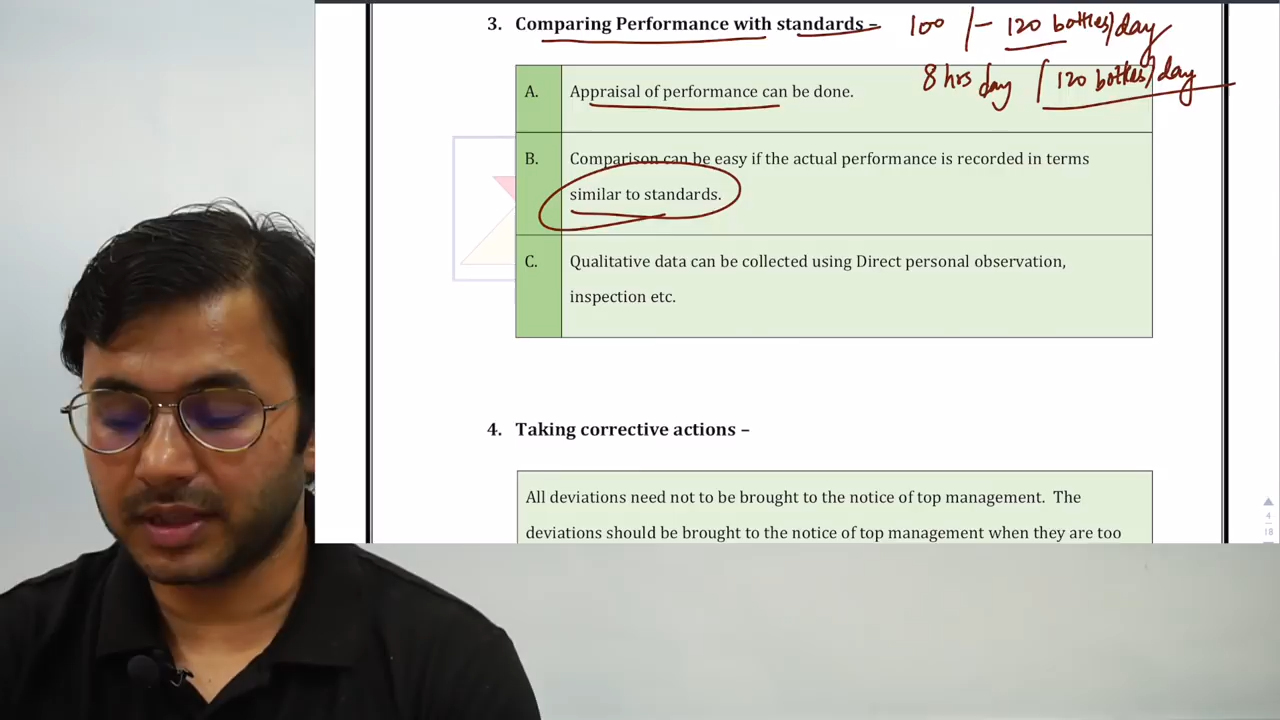 3. Comparing Performance with standards – 100 /– 120 bottles/day
8 hrs day / 120 bottles/day
A. Appraisal of performance can be done.
B. Comparison can be easy if the actual performance is recorded in terms
similar to standards.
C. Qualitative data can be collected using Direct personal observation,
inspection etc.
4. Taking corrective actions –
All deviations need not to be brought to the notice of top management. The
deviations should be brought to the notice of top management when they are too
4
18